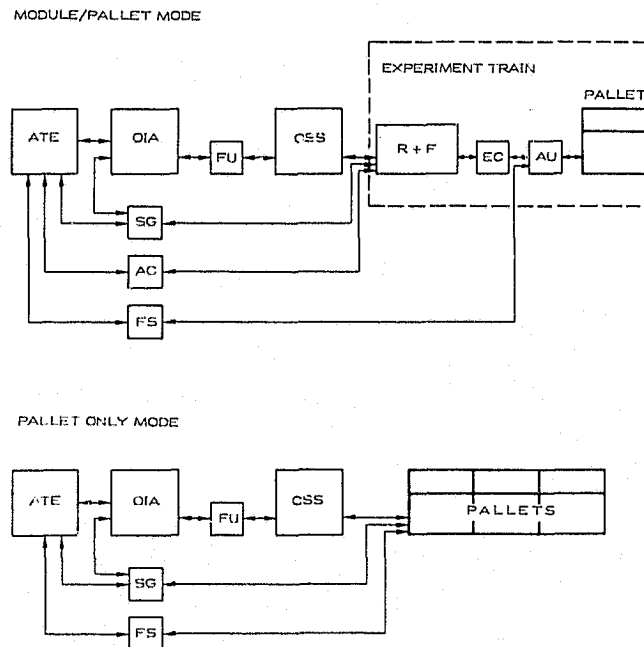 MODULE/PALLET MODE
EXPERIMENT TRAIN
PALLET
ATE
OIA
FU
CSS
R + F
EC
AU
SG
AC
FS
PALLET ONLY MODE
ATE
OIA
FU
CSS
PALLETS
SG
FS